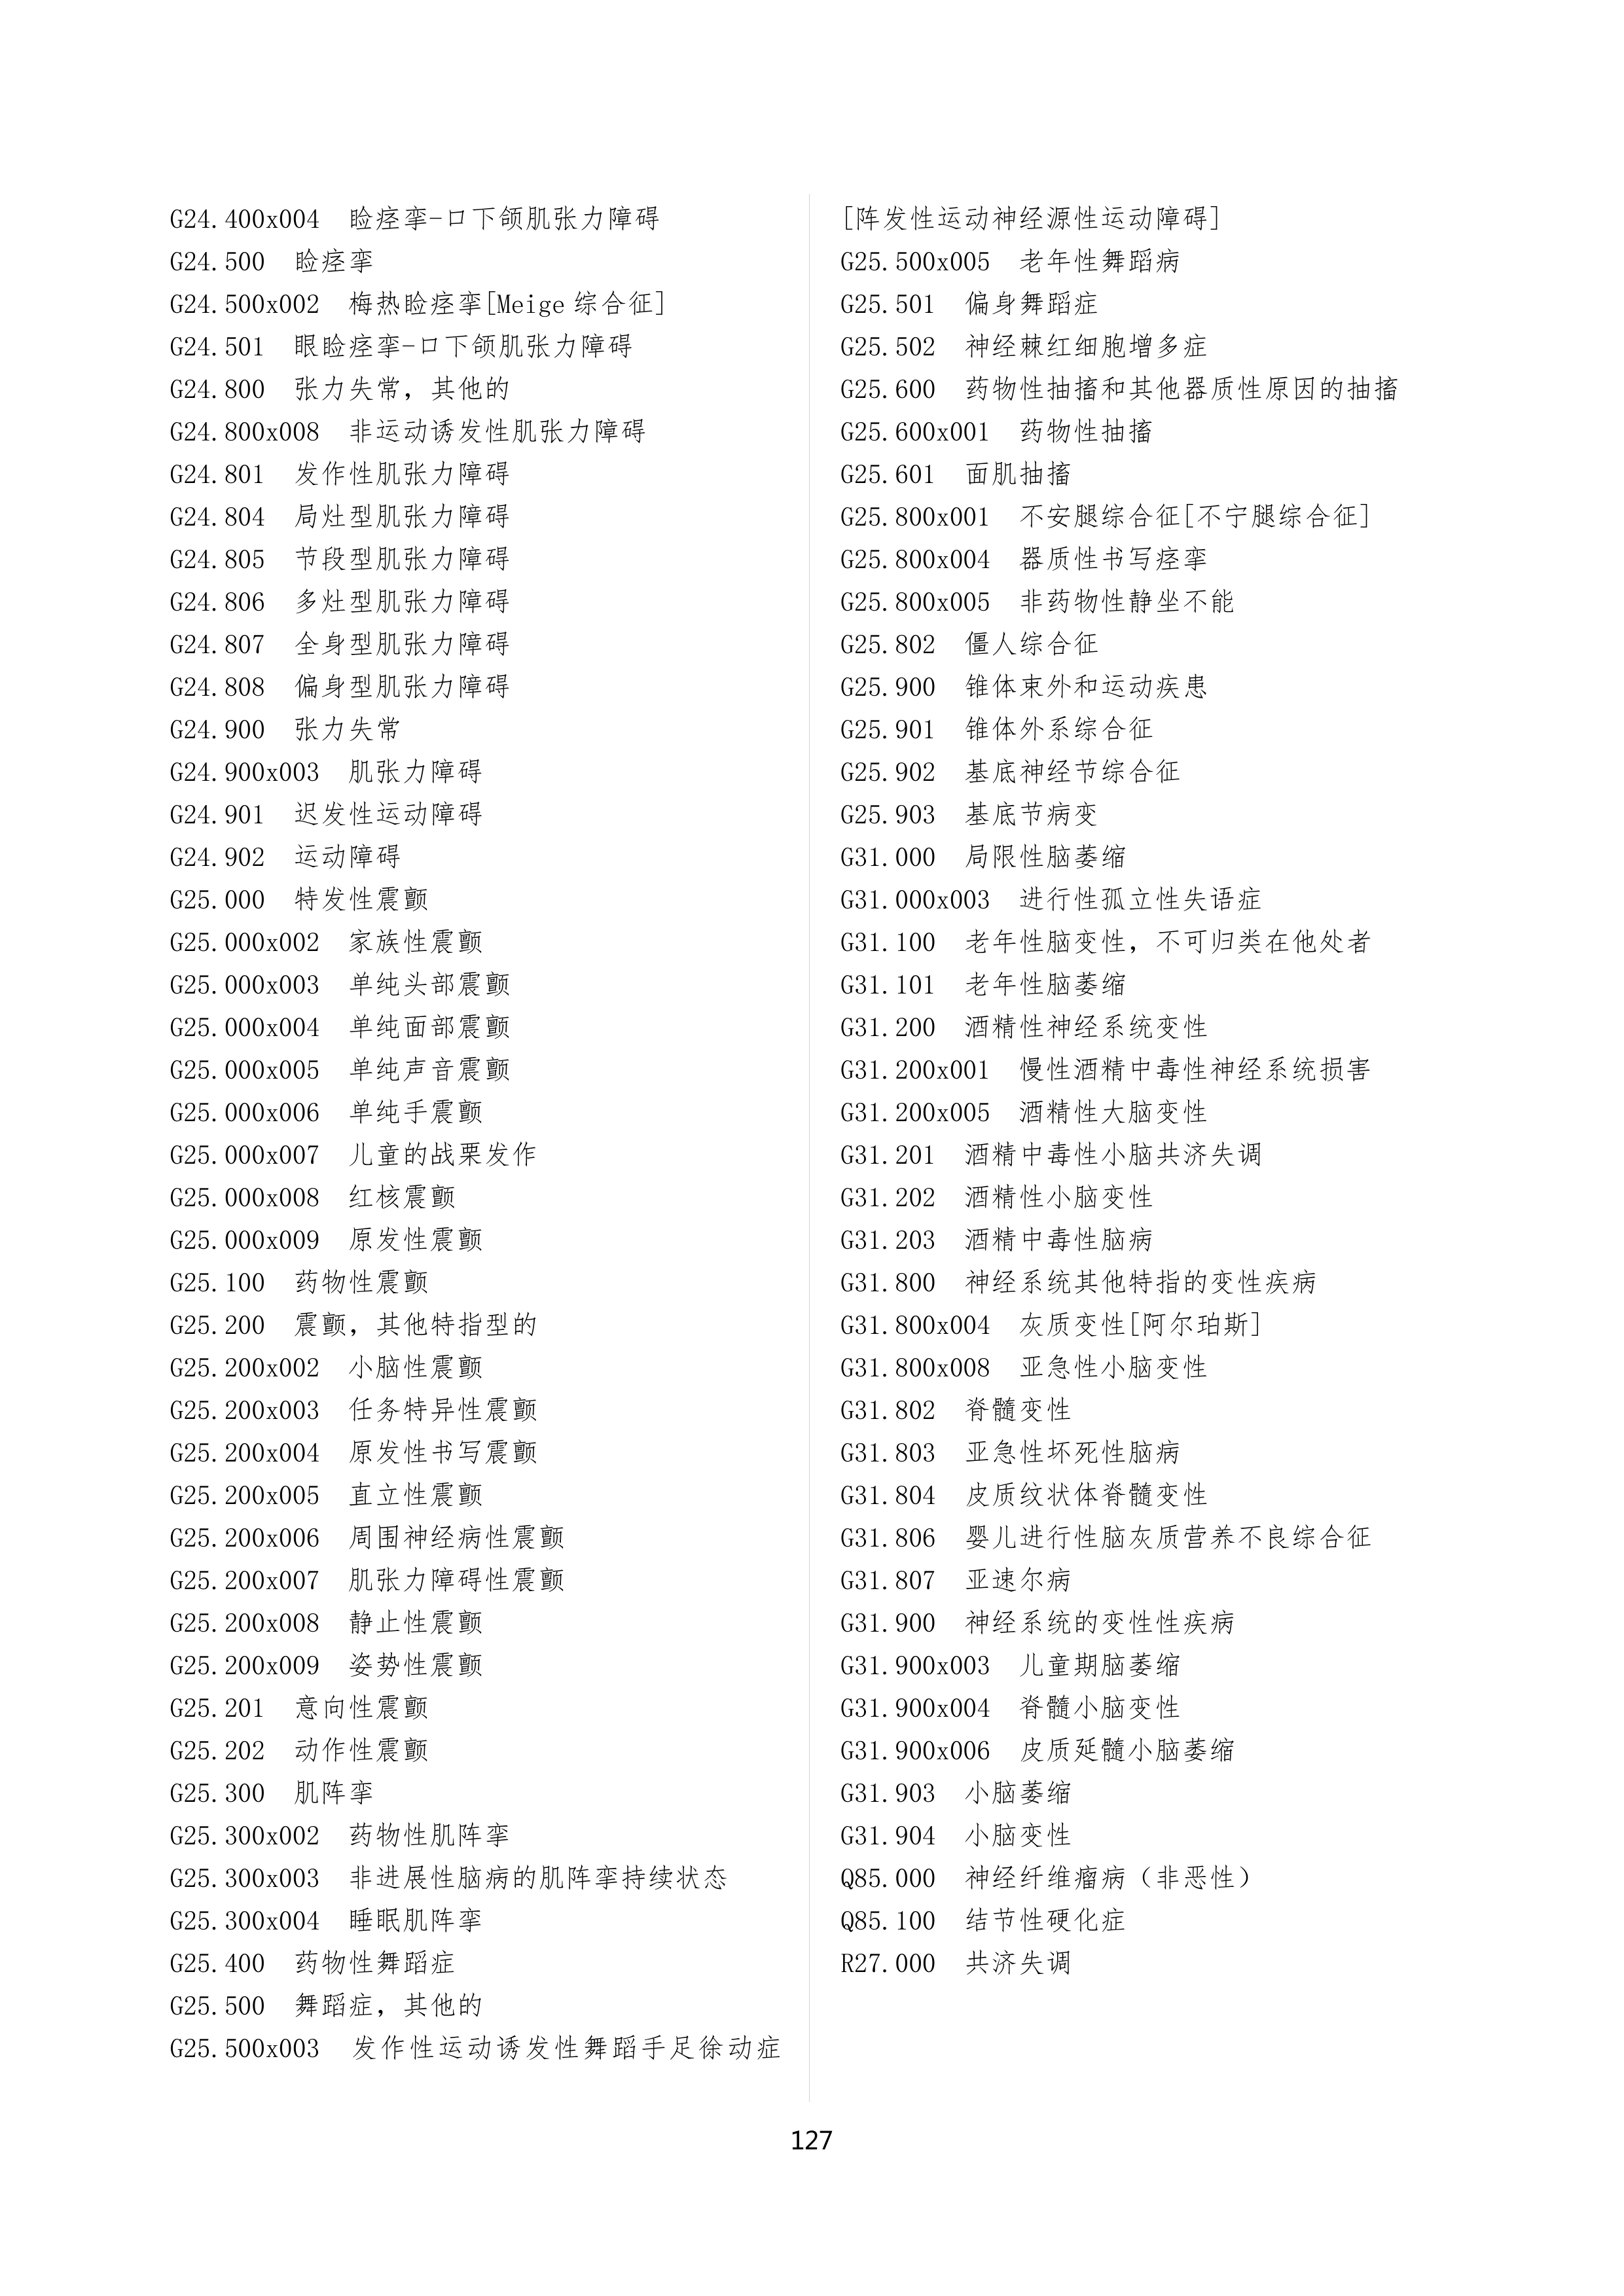 G24.400x004 睑痉挛-口下颌肌张力障碍
G24.500 睑痉挛
G24.500x002 梅热睑痉挛[Meige 综合征]
G24.501 眼睑痉挛-口下颌肌张力障碍
G24.800 张力失常，其他的
G24.800x008 非运动诱发性肌张力障碍
G24.801 发作性肌张力障碍
G24.804 局灶型肌张力障碍
G24.805 节段型肌张力障碍
G24.806 多灶型肌张力障碍
G24.807 全身型肌张力障碍
G24.808 偏身型肌张力障碍
G24.900 张力失常
G24.900x003 肌张力障碍
G24.901 迟发性运动障碍
G24.902 运动障碍
G25.000 特发性震颤
G25.000x002 家族性震颤
G25.000x003 单纯头部震颤
G25.000x004 单纯面部震颤
G25.000x005 单纯声音震颤
G25.000x006 单纯手震颤
G25.000x007 儿童的战栗发作
G25.000x008 红核震颤
G25.000x009 原发性震颤
G25.100 药物性震颤
G25.200 震颤，其他特指型的
G25.200x002 小脑性震颤
G25.200x003 任务特异性震颤
G25.200x004 原发性书写震颤
G25.200x005 直立性震颤
G25.200x006 周围神经病性震颤
G25.200x007 肌张力障碍性震颤
G25.200x008 静止性震颤
G25.200x009 姿势性震颤
G25.201 意向性震颤
G25.202 动作性震颤
G25.300 肌阵挛
G25.300x002 药物性肌阵挛
G25.300x003 非进展性脑病的肌阵挛持续状态
G25.300x004 睡眠肌阵挛
G25.400 药物性舞蹈症
G25.500 舞蹈症，其他的
G25.500x003 发作性运动诱发性舞蹈手足徐动症
[阵发性运动神经源性运动障碍]
G25.500x005 老年性舞蹈病
G25.501 偏身舞蹈症
G25.502 神经棘红细胞增多症
G25.600 药物性抽搐和其他器质性原因的抽搐
G25.600x001 药物性抽搐
G25.601 面肌抽搐
G25.800x001 不安腿综合征[不宁腿综合征]
G25.800x004 器质性书写痉挛
G25.800x005 非药物性静坐不能
G25.802 僵人综合征
G25.900 锥体束外和运动疾患
G25.901 锥体外系综合征
G25.902 基底神经节综合征
G25.903 基底节病变
G31.000 局限性脑萎缩
G31.000x003 进行性孤立性失语症
G31.100 老年性脑变性，不可归类在他处者
G31.101 老年性脑萎缩
G31.200 酒精性神经系统变性
G31.200x001 慢性酒精中毒性神经系统损害
G31.200x005 酒精性大脑变性
G31.201 酒精中毒性小脑共济失调
G31.202 酒精性小脑变性
G31.203 酒精中毒性脑病
G31.800 神经系统其他特指的变性疾病
G31.800x004 灰质变性[阿尔珀斯]
G31.800x008 亚急性小脑变性
G31.802 脊髓变性
G31.803 亚急性坏死性脑病
G31.804 皮质纹状体脊髓变性
G31.806 婴儿进行性脑灰质营养不良综合征
G31.807 亚速尔病
G31.900 神经系统的变性性疾病
G31.900x003 儿童期脑萎缩
G31.900x004 脊髓小脑变性
G31.900x006 皮质延髓小脑萎缩
G31.903 小脑萎缩
G31.904 小脑变性
Q85.000 神经纤维瘤病（非恶性）
Q85.100 结节性硬化症
R27.000 共济失调
127